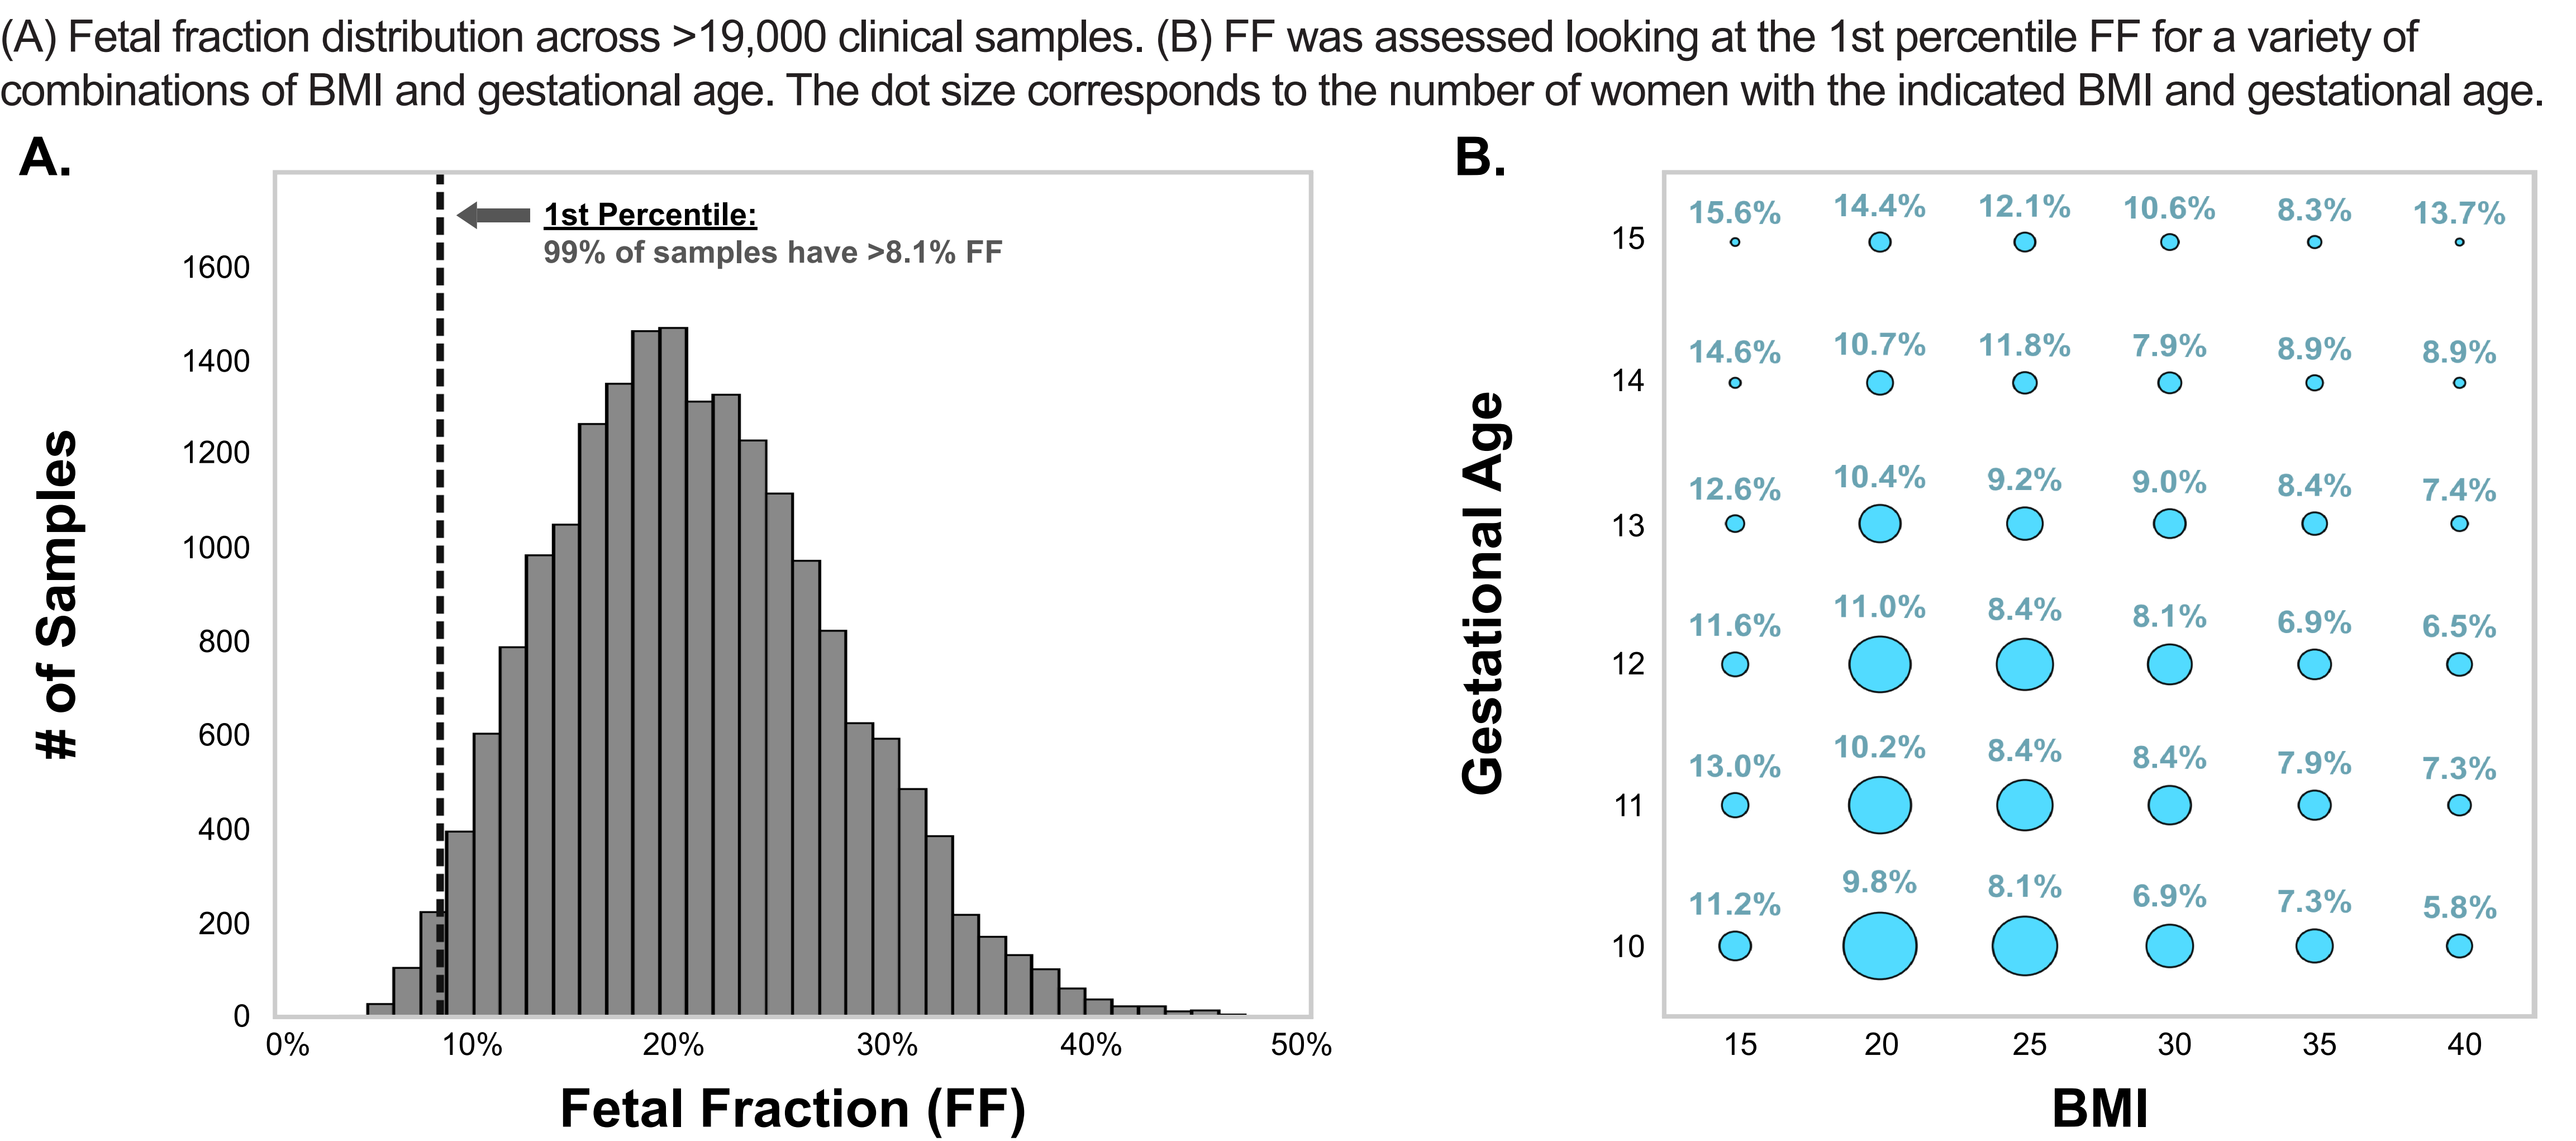 (A) Fetal fraction distribution across >19,000 clinical samples. (B) FF was assessed looking at the 1st percentile FF for a variety of
combinations of BMI and gestational age. The dot size corresponds to the number of women with the indicated BMI and gestational age.
A.
1st Percentile:
99% of samples have >8.1% FF
# of Samples
1600
1400
1200
1000
800
600
400
200
0
0% 10% 20% 30% 40% 50%
Fetal Fraction (FF)
B.
Gestational Age
15.6% 14.4% 12.1% 10.6% 8.3% 13.7%
15
14.6% 10.7% 11.8% 7.9% 8.9% 8.9%
14
12.6% 10.4% 9.2% 9.0% 8.4% 7.4%
13
11.6% 11.0% 8.4% 8.1% 6.9% 6.5%
12
13.0% 10.2% 8.4% 8.4% 7.9% 7.3%
11
11.2% 9.8% 8.1% 6.9% 7.3% 5.8%
10
15 20 25 30 35 40
BMI